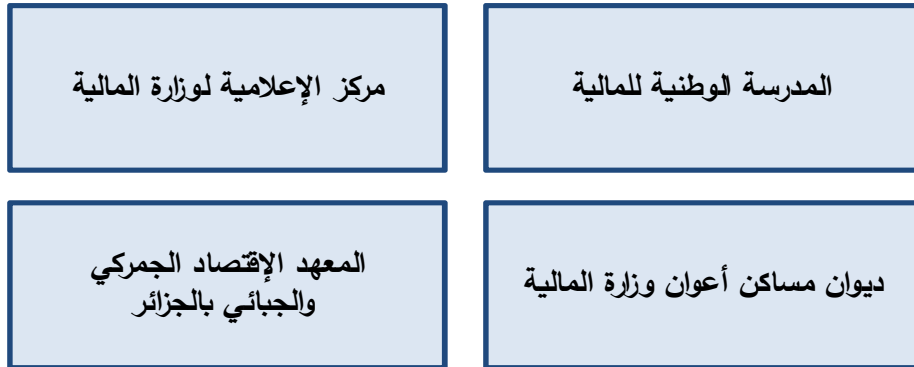 المدرسة الوطنية للمالية
مركز الإعلامية لوزارة المالية
ديوان مساكن أعوان وزارة المالية
المعهد الإقتصاد الجمركي
والجبائي بالجزائر